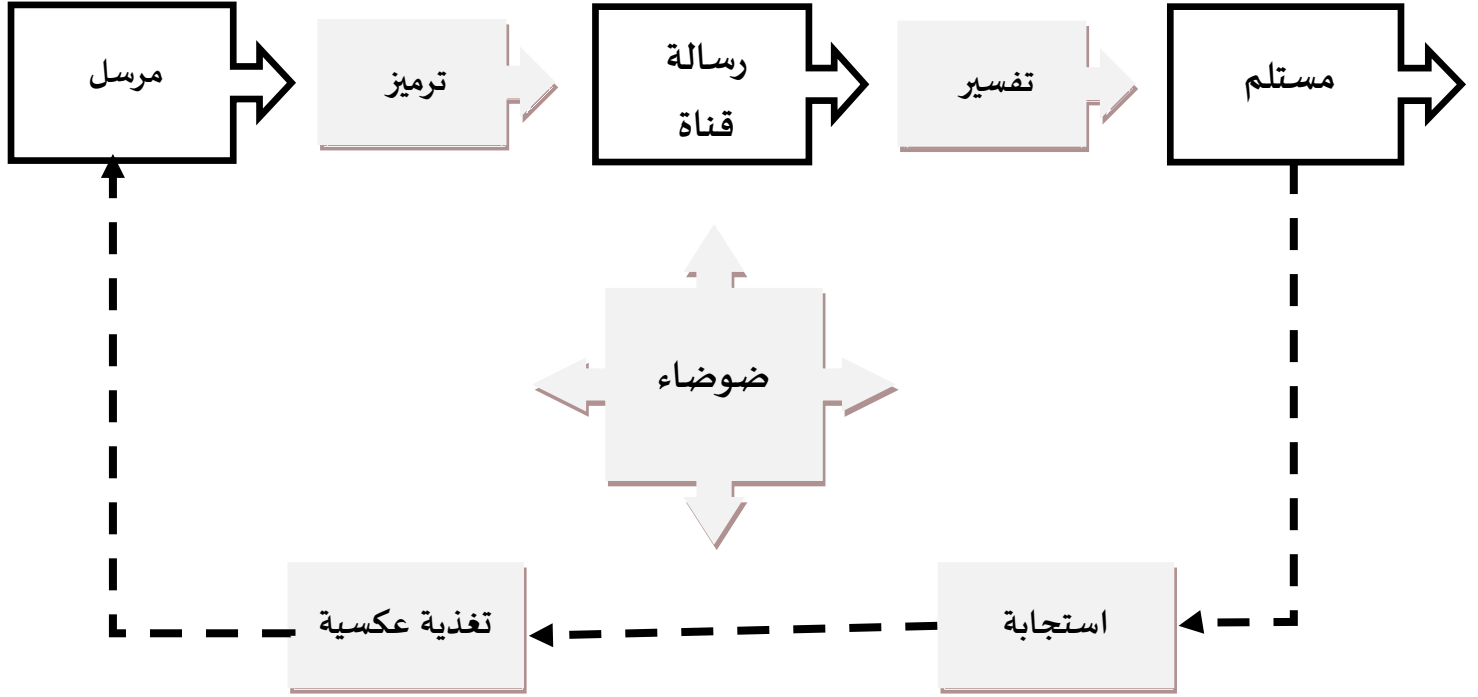 مرسل
ترميز
رسالة
قناة
تفسير
مستلم
ضوضاء
استجابة
تغذية عكسية